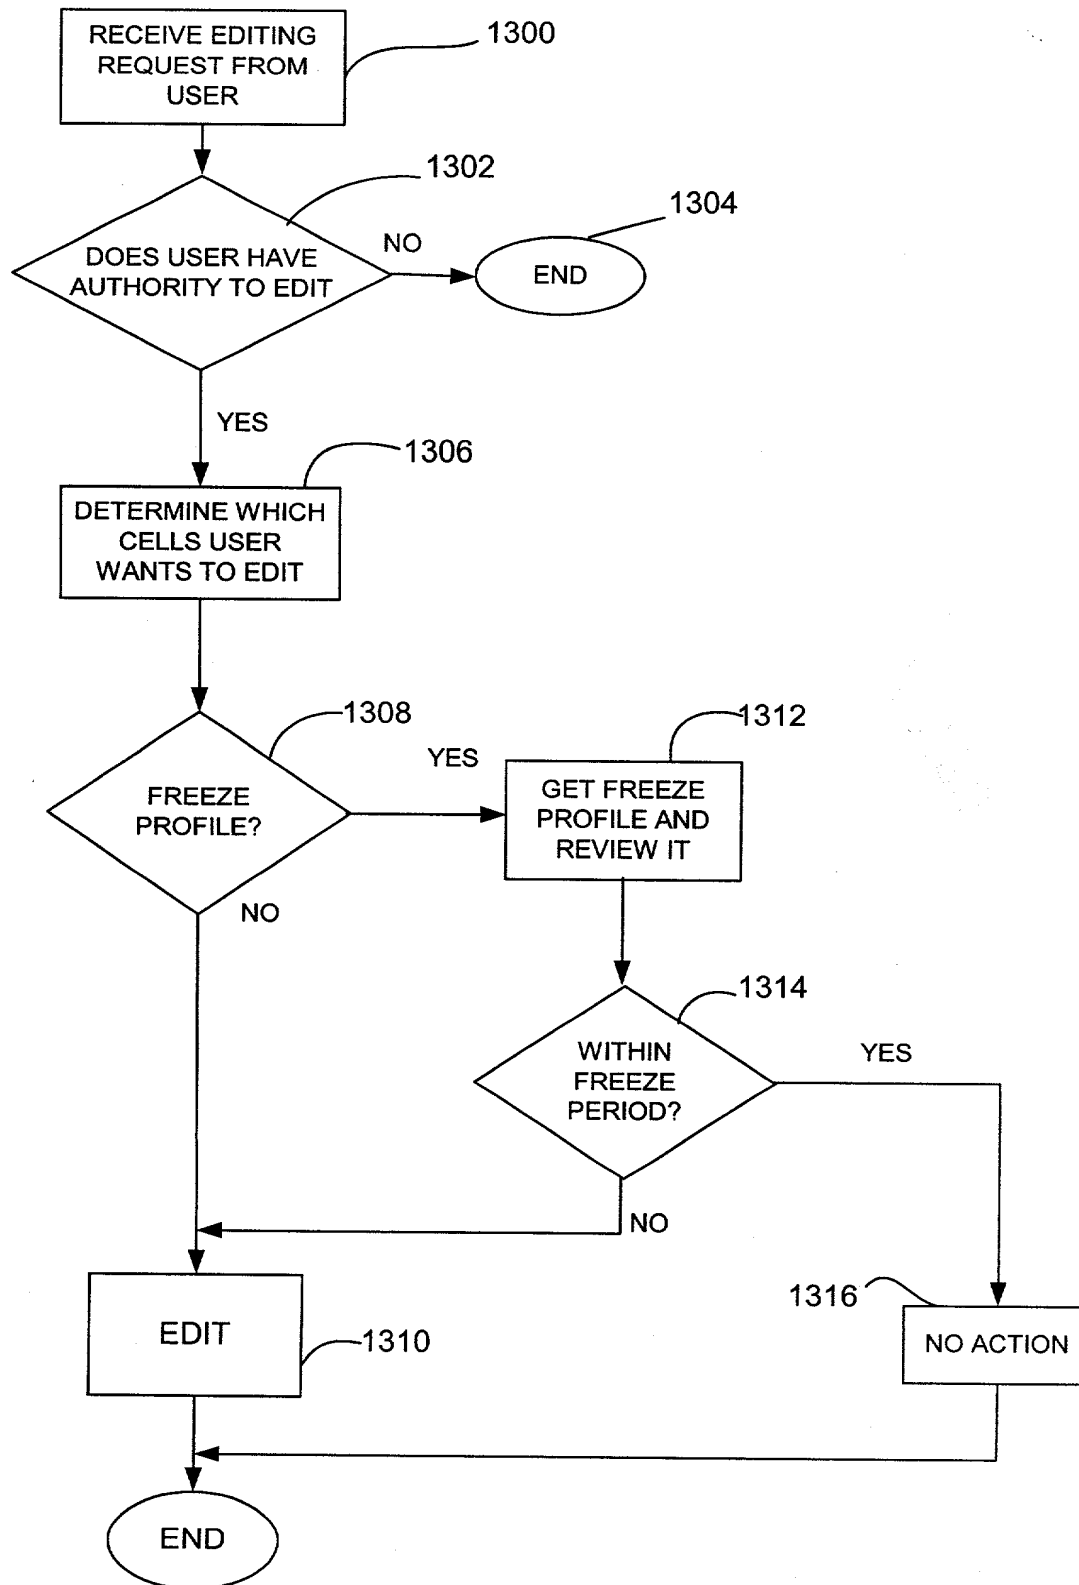 RECEIVE EDITING
REQUEST FROM
USER
1300
1302
DOES USER HAVE
AUTHORITY TO EDIT
NO
1304
END
YES
1306
DETERMINE WHICH
CELLS USER
WANTS TO EDIT
1308
FREEZE
PROFILE?
YES
1312
GET FREEZE
PROFILE AND
REVIEW IT
NO
1314
WITHIN
FREEZE
PERIOD?
YES
NO
EDIT
1310
1316
NO ACTION
END